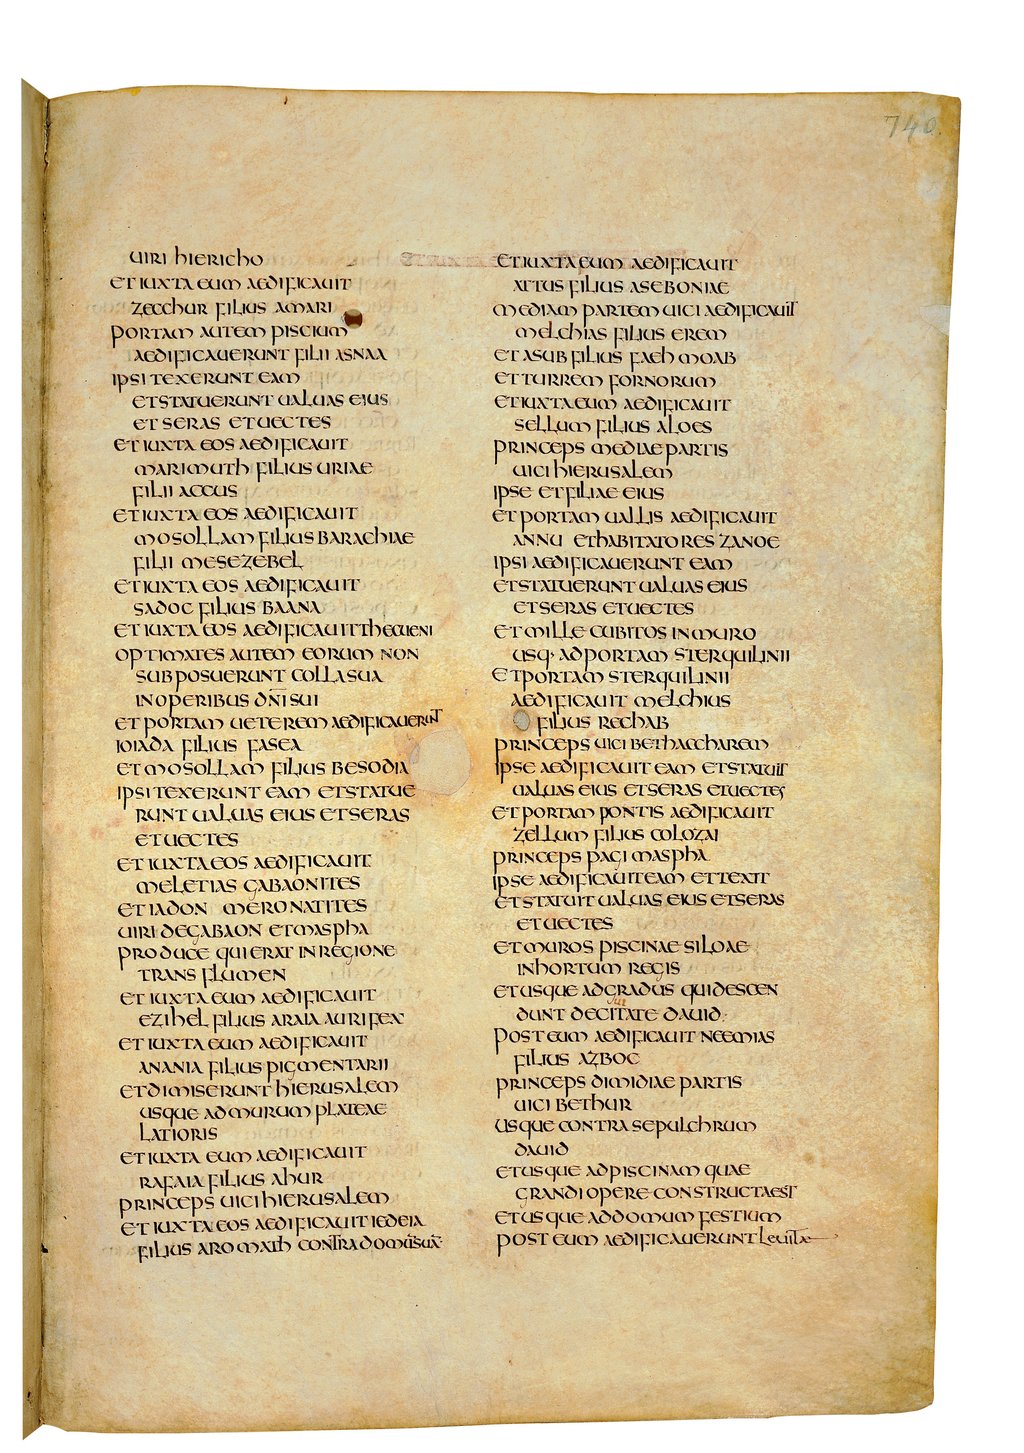 740
UIRI HIERICHO
ET IUXTA EUM AEDIFICAUIT
ZECCHUR FILIUS AMARI
PORTAM AUTEM PISCIUM
AEDIFICAUERUNT FILII ASNAA
IPSI TEXERUNT EAM
ET STATUERUNT UALUAS EIUS
ET SERAS ET UECTES
ET IUXTA EOS AEDIFICAUIT
MARIMUTH FILIUS URIAE
FILII ACCUS
ET IUXTA EOS AEDIFICAUIT
MOSOLLAM FILIUS BARACHIAE
FILII MESEZEBEL
ET IUXTA EOS AEDIFICAUIT
SADOC FILIUS BAANA
ET IUXTA EOS AEDIFICAUIT THECUENI
OPTIMATES AUTEM EORUM NON
SUBPOSUERUNT COLLA SUA
IN OPERIBUS DN̄I SUI
ET PORTAM UETEREM AEDIFICAUERUNT
IOIADA FILIUS FASEA
ET MOSOLLAM FILIUS BESODIA
IPSI TEXERUNT EAM ET STATUE
RUNT UALUAS EIUS ET SERAS
ET UECTES
ET IUXTA EOS AEDIFICAUIT
MELETIAS GABAONITES
ET IADON MERONATITES
UIRI DE GABAON ET MASPHA
PRO DUCE QUI ERAT IN REGIONE
TRANS FLUMEN
ET IUXTA EUM AEDIFICAUIT
EZIHEL FILIUS ARAIA AURIFEX
ET IUXTA EUM AEDIFICAUIT
ANANIA FILIUS PIGMENTARII
ET DIMISERUNT HIERUSALEM
USQUE AD MURUM PLATEAE
LATIORIS
ET IUXTA EUM AEDIFICAUIT
RAFAIA FILIUS AHUR
PRINCEPS UICI HIERUSALEM
ET IUXTA EOS AEDIFICAUIT IEDEIA
FILIUS AROMATH CONTRA DOMŪ SUĀ
ET IUXTA EUM AEDIFICAUIT
ATTUS FILIUS ASEBONIAE
MEDIAM PARTEM UICI AEDIFICAUIT
MELCHIAS FILIUS EREM
ET ASUB FILIUS FAEH MOAB
ET TURREM FORNORUM
ET IUXTA EUM AEDIFICAUIT
SELLUM FILIUS ALOES
PRINCEPS MEDIAE PARTIS
UICI HIERUSALEM
IPSE ET FILIAE EIUS
ET PORTAM UALLIS AEDIFICAUIT
ANNU ET HABITATORES ZANOE
IPSI AEDIFICAUERUNT EAM
ET STATUERUNT UALUAS EIUS
ET SERAS ET UECTES
ET MILLE CUBITOS IN MURO
USQ· AD PORTAM STERQUILINII
ET PORTAM STERQUILINII
AEDIFICAUIT MELCHIUS
FILIUS RECHAB
PRINCEPS UICI BETHACCHAREM
IPSE AEDIFICAUIT EAM ET STATUIT
UALUAS EIUS ET SERAS ET UECTES
ET PORTAM PONTIS AEDIFICAUIT
ZELLUM FILIUS COLOZAI
PRINCEPS PAGI MASPHA
IPSE AEDIFICAUIT EAM ET TEXIT
ET STATUIT UALUAS EIUS ET SERAS
ET UECTES
ET MUROS PISCINAE SILOAE
IN HORTUM REGIS
ET USQUE AD GRADUS QUI DESCEN
DUNT DE CITATE DAUID
POST EUM AEDIFICAUIT NEEMIAS
FILIUS AZBOC
PRINCEPS DIMIDIAE PARTIS
UICI BETHUR
USQUE CONTRA SEPULCHRUM
DAUID
ET USQUE AD PISCINAM QUAE
GRANDI OPERE CONSTRUCTA EST
ET USQUE AD DOMUM FESTIUM
POST EUM AEDIFICAUERUNT LEUITAE